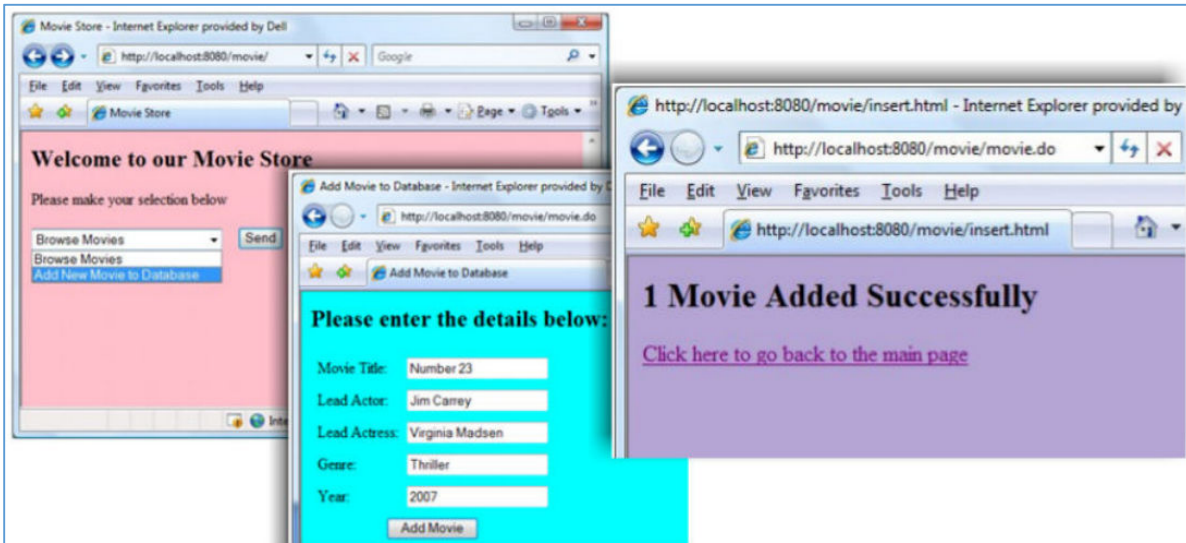 Movie Store - Internet Explorer provided by Dell
http://localhost:8080/movie/
Google
File Edit View Favorites Tools Help
Movie Store
Page Tools
Welcome to our Movie Store
Please make your selection below
Browse Movies
Send
Browse Movies
Add New Movie to Database
Add Movie to Database - Internet Explorer provided by
http://localhost:8080/movie/movie.do
File Edit View Favorites Tools Help
Add Movie to Database
Please enter the details below:
Movie Title: Number 23
Lead Actor: Jim Carrey
Lead Actress: Virginia Madsen
Genre: Thriller
Year: 2007
Add Movie
http://localhost:8080/movie/insert.html - Internet Explorer provided by
http://localhost:8080/movie/movie.do
File Edit View Favorites Tools Help
http://localhost:8080/movie/insert.html
1 Movie Added Successfully
Click here to go back to the main page